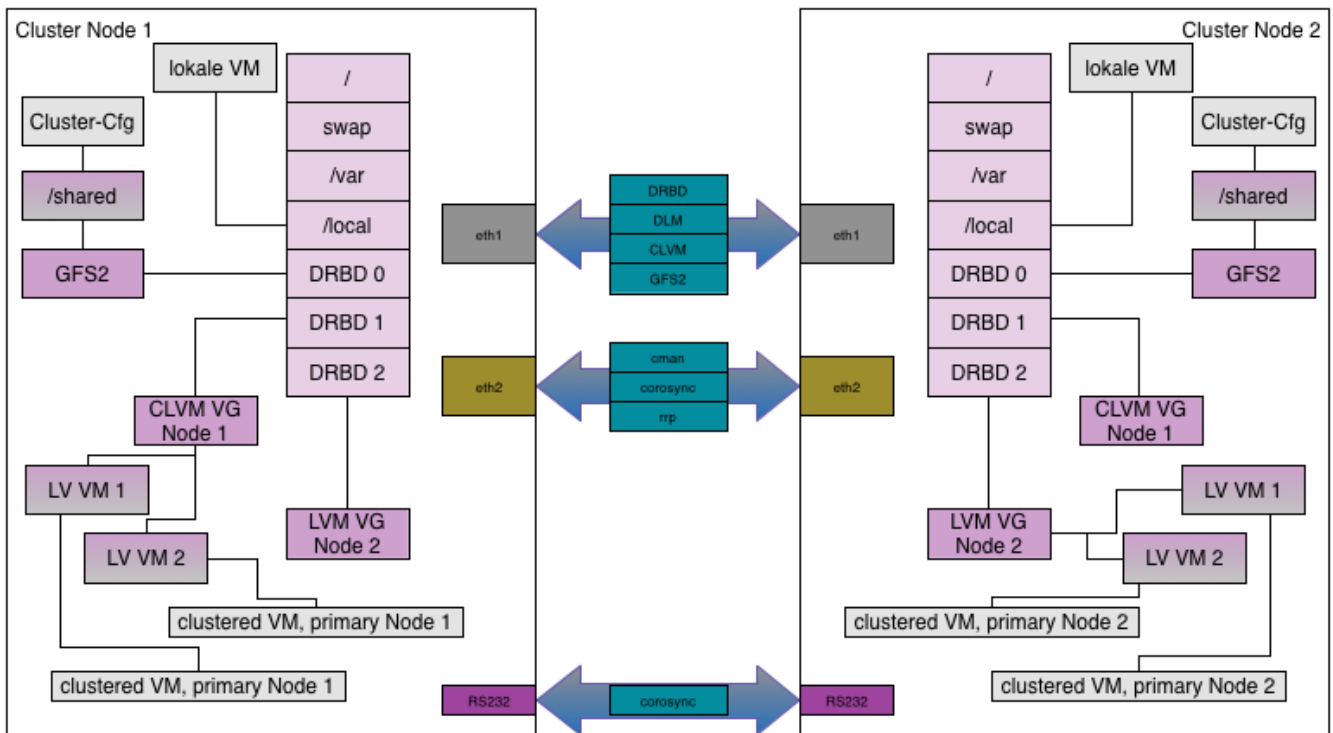 Cluster Node 1
lokale VM
Cluster-Cfg
/shared
GFS2
/
swap
/var
/local
DRBD 0
DRBD 1
DRBD 2
CLVM VG
Node 1
LV VM 1
LV VM 2
LVM VG
Node 2
clustered VM, primary Node 1
clustered VM, primary Node 1
eth1
DRBD
DLM
CLVM
GFS2
eth1
eth2
cman
corosync
rrp
eth2
RS232
corosync
RS232
Cluster Node 2
lokale VM
Cluster-Cfg
/shared
GFS2
/
swap
/var
/local
DRBD 0
DRBD 1
DRBD 2
CLVM VG
Node 1
LV VM 1
LVM VG
Node 2
LV VM 2
clustered VM, primary Node 2
clustered VM, primary Node 2